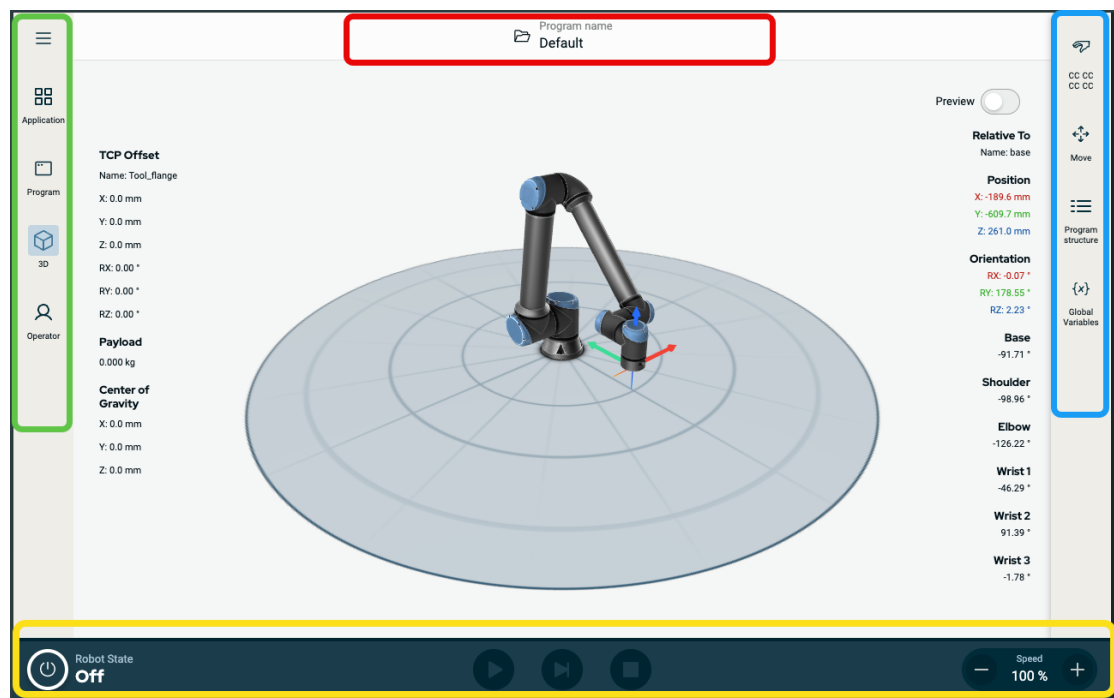 Program name
Default
Application
Program
3D
Operator
TCP Offset
Name: Tool_flange
X: 0.0 mm
Y: 0.0 mm
Z: 0.0 mm
RX: 0.00 °
RY: 0.00 °
RZ: 0.00 °
Payload
0.000 kg
Center of
Gravity
X: 0.0 mm
Y: 0.0 mm
Z: 0.0 mm
Preview
Relative To
Name: base
Position
X: -189.6 mm
Y: -609.7 mm
Z: 261.0 mm
Orientation
RX: -0.07 °
RY: 178.55 °
RZ: 2.23 °
Base
-91.71 °
Shoulder
-98.96 °
Elbow
-126.22 °
Wrist 1
-46.29 °
Wrist 2
91.39 °
Wrist 3
-1.78 °
CC CC
CC CC
Move
Program
structure
{x}
Global
Variables
Robot State
Off
Speed
100 %